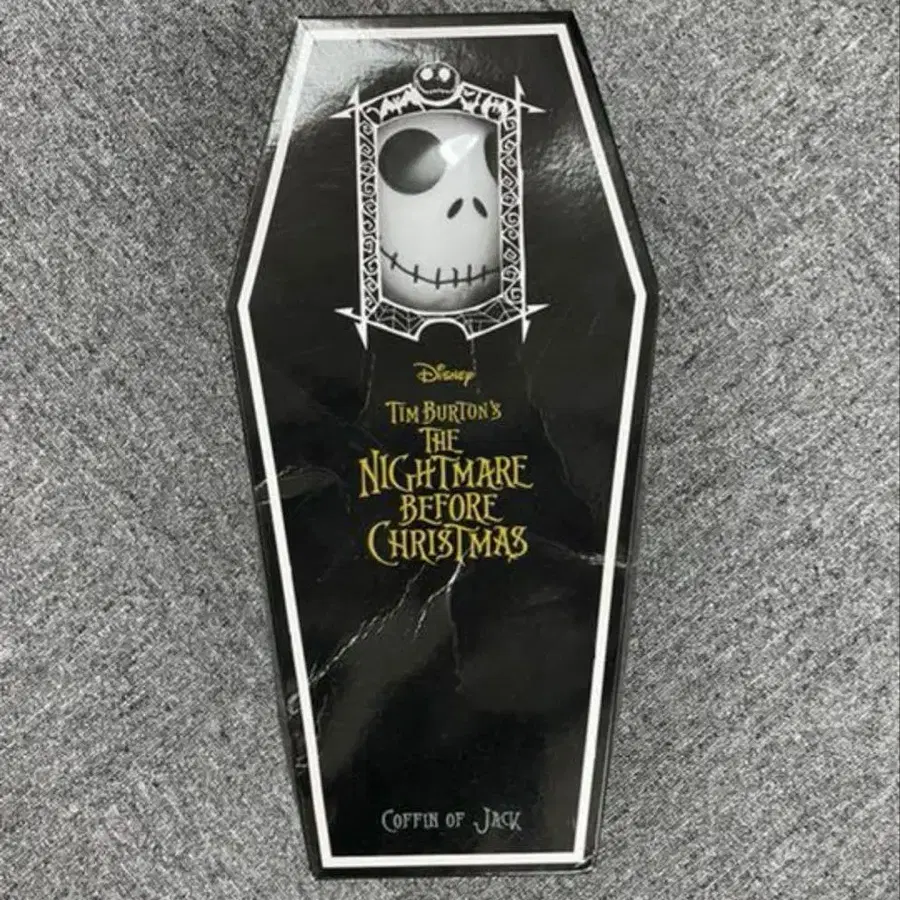 Disney
TIM BURTON'S
THE
NIGHTMARE
BEFORE
CHRISTMAS
COFFIN OF JACK